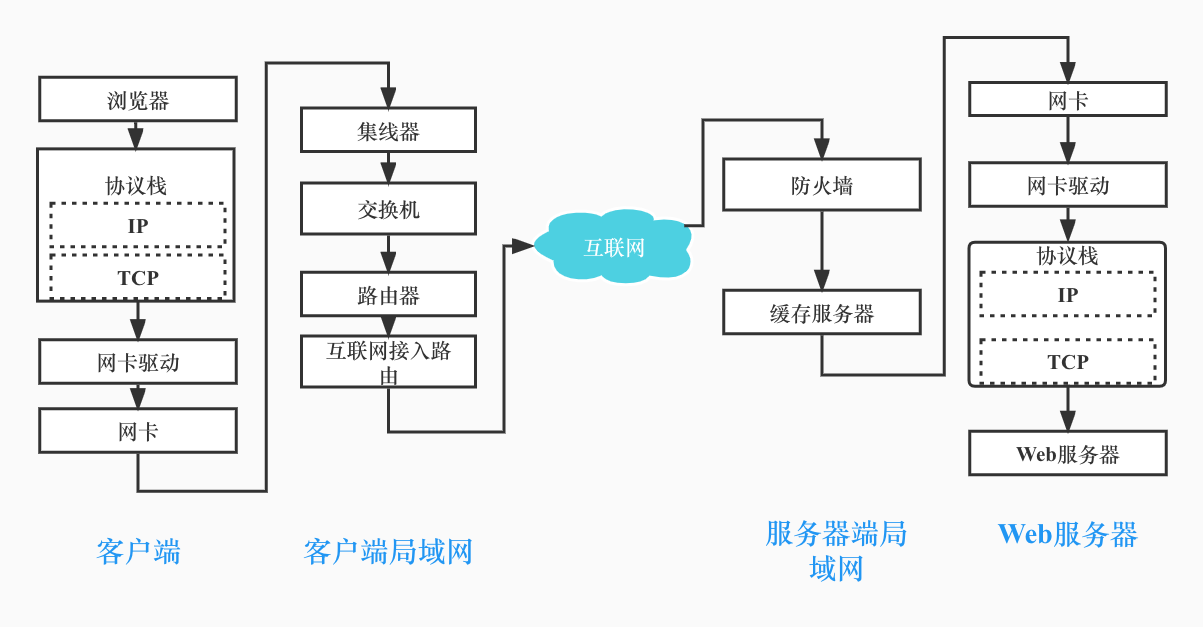 浏览器
协议栈
IP
TCP
网卡驱动
网卡
客户端
集线器
交换机
路由器
互联网接入路
由
客户端局域网
互联网
防火墙
缓存服务器
服务器端局
域网
网卡
网卡驱动
协议栈
IP
TCP
Web服务器
Web服务器